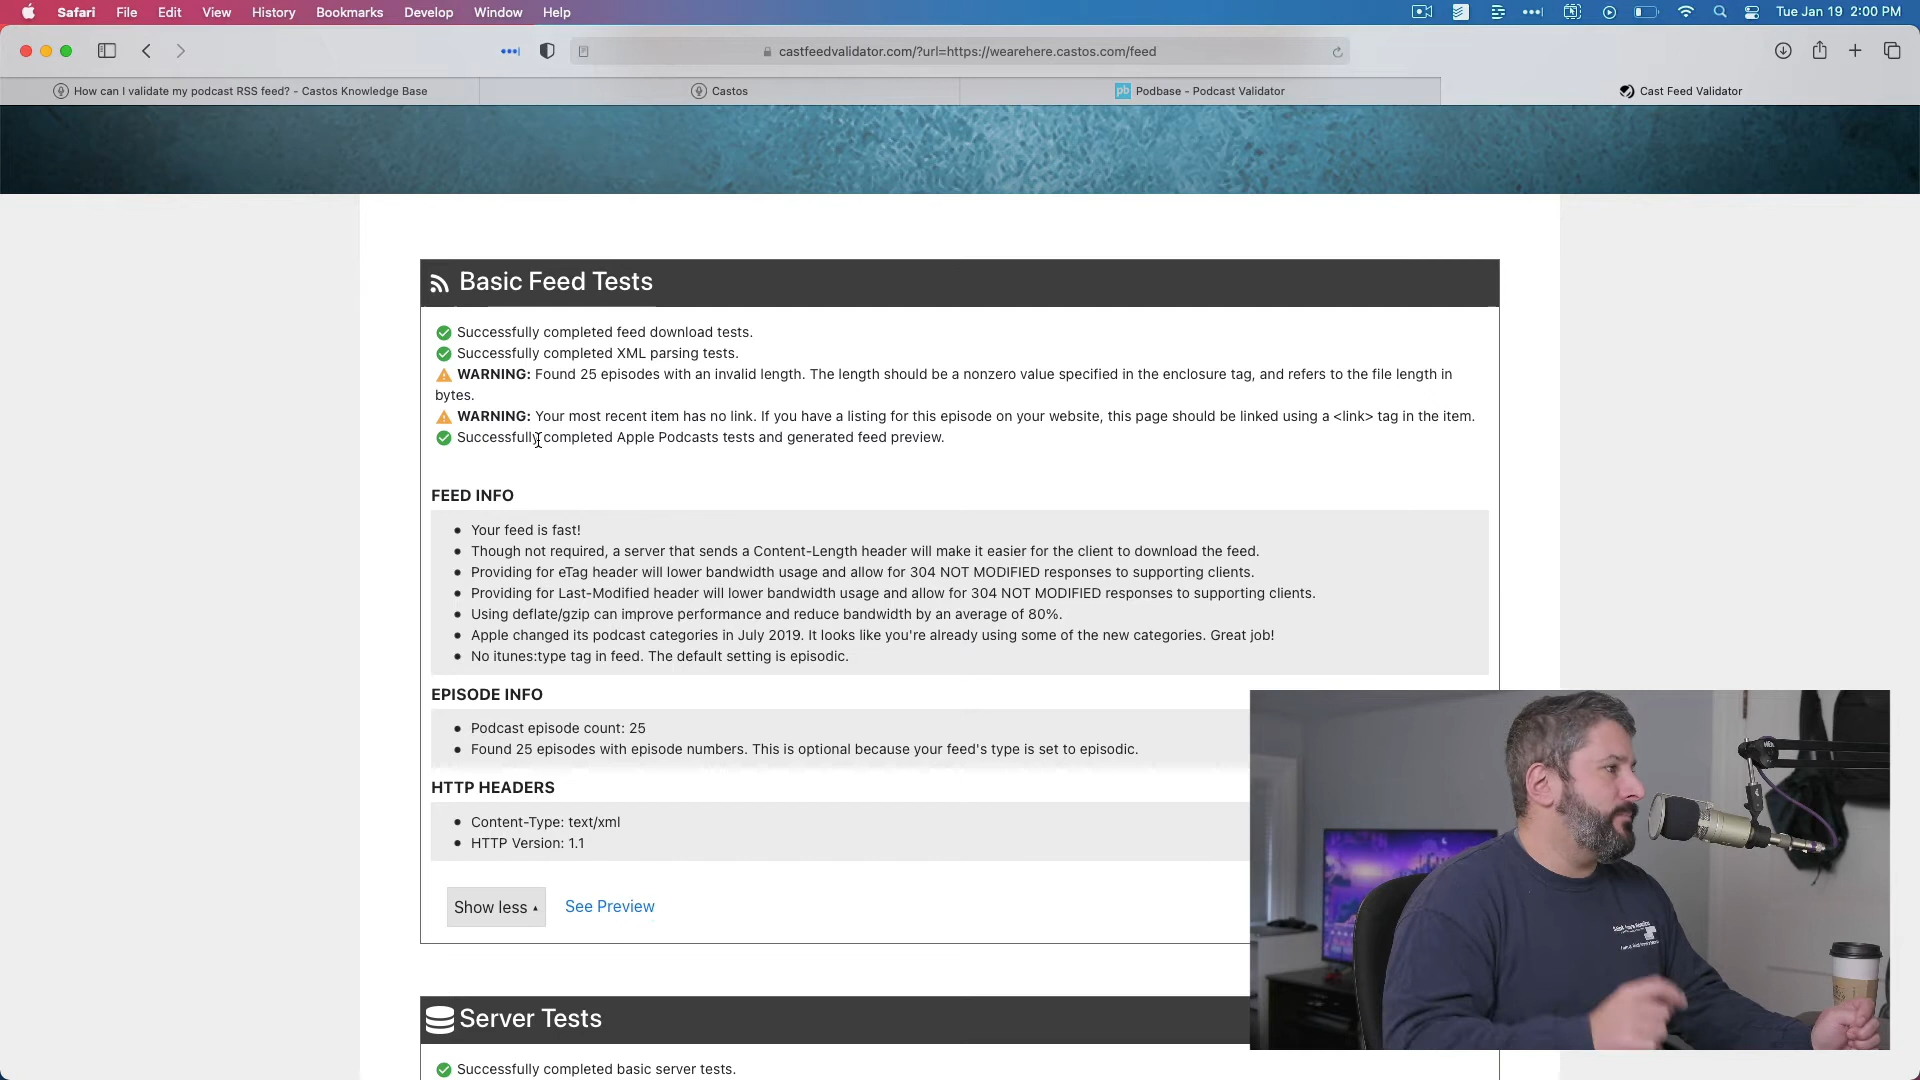 Safari File Edit View History Bookmarks Develop Window Help Tue Jan 19 2:00 PM
castfeedvalidator.com/?url=https://wearehere.castos.com/feed
How can I validate my podcast RSS feed? - Castos Knowledge Base Castos pb Podbase - Podcast Validator Cast Feed Validator
Basic Feed Tests
Successfully completed feed download tests.
Successfully completed XML parsing tests.
WARNING: Found 25 episodes with an invalid length. The length should be a nonzero value specified in the enclosure tag, and refers to the file length in
bytes.
WARNING: Your most recent item has no link. If you have a listing for this episode on your website, this page should be linked using a <link> tag in the item.
Successfully completed Apple Podcasts tests and generated feed preview.
FEED INFO
Your feed is fast!
Though not required, a server that sends a Content-Length header will make it easier for the client to download the feed.
Providing for eTag header will lower bandwidth usage and allow for 304 NOT MODIFIED responses to supporting clients.
Providing for Last-Modified header will lower bandwidth usage and allow for 304 NOT MODIFIED responses to supporting clients.
Using deflate/gzip can improve performance and reduce bandwidth by an average of 80%.
Apple changed its podcast categories in July 2019. It looks like you're already using some of the new categories. Great job!
No itunes:type tag in feed. The default setting is episodic.
EPISODE INFO
Podcast episode count: 25
Found 25 episodes with episode numbers. This is optional because your feed's type is set to episodic.
HTTP HEADERS
Content-Type: text/xml
HTTP Version: 1.1
Show less See Preview
Server Tests
Successfully completed basic server tests.